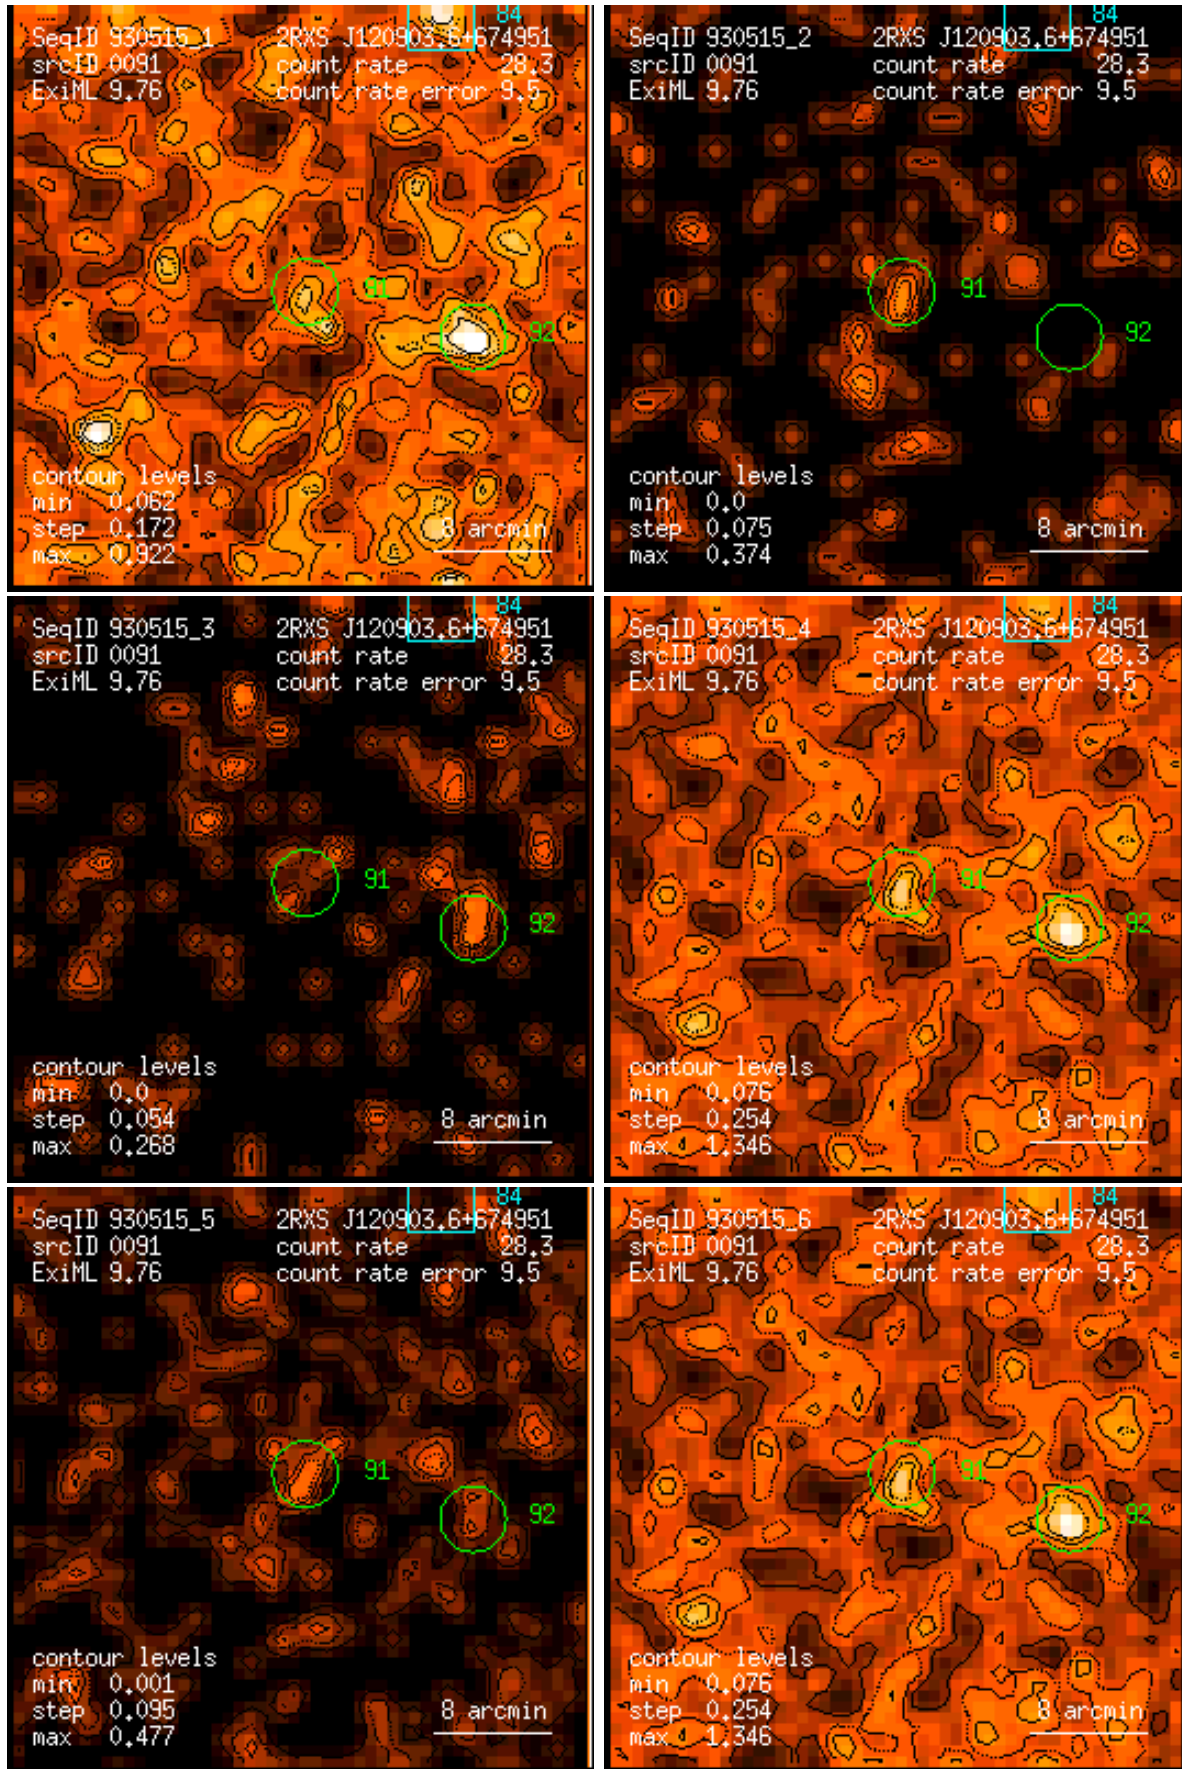 84
SeqID 930515_1 2RXS J120903.6+674951
srcID 0091 count rate 28.3
ExiML 9.76 count rate error 9.5
91
92
contour levels
min 0.062
step 0.172 8 arcmin
max 0.922
84
SeqID 930515_2 2RXS J120903.6+674951
srcID 0091 count rate 28.3
ExiML 9.76 count rate error 9.5
91
92
contour levels
min 0.0
step 0.075 8 arcmin
max 0.374
84
SeqID 930515_3 2RXS J120903.6+674951
srcID 0091 count rate 28.3
ExiML 9.76 count rate error 9.5
91
92
contour levels
min 0.0
step 0.054 8 arcmin
max 0.268
84
SeqID 930515_4 2RXS J120903.6+674951
srcID 0091 count rate 28.3
ExiML 9.76 count rate error 9.5
91
92
contour levels
min 0.076
step 0.254 8 arcmin
max 1.346
84
SeqID 930515_5 2RXS J120903.6+674951
srcID 0091 count rate 28.3
ExiML 9.76 count rate error 9.5
91
92
contour levels
min 0.001
step 0.095 8 arcmin
max 0.477
84
SeqID 930515_6 2RXS J120903.6+674951
srcID 0091 count rate 28.3
ExiML 9.76 count rate error 9.5
91
92
contour levels
min 0.076
step 0.254 8 arcmin
max 1.346